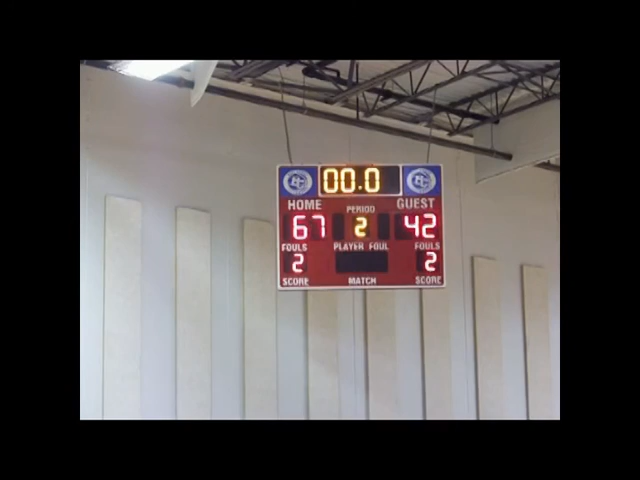 00.0
HOME PERIOD GUEST
67 2 42
FOULS PLAYER FOUL FOULS
2 2
SCORE MATCH SCORE